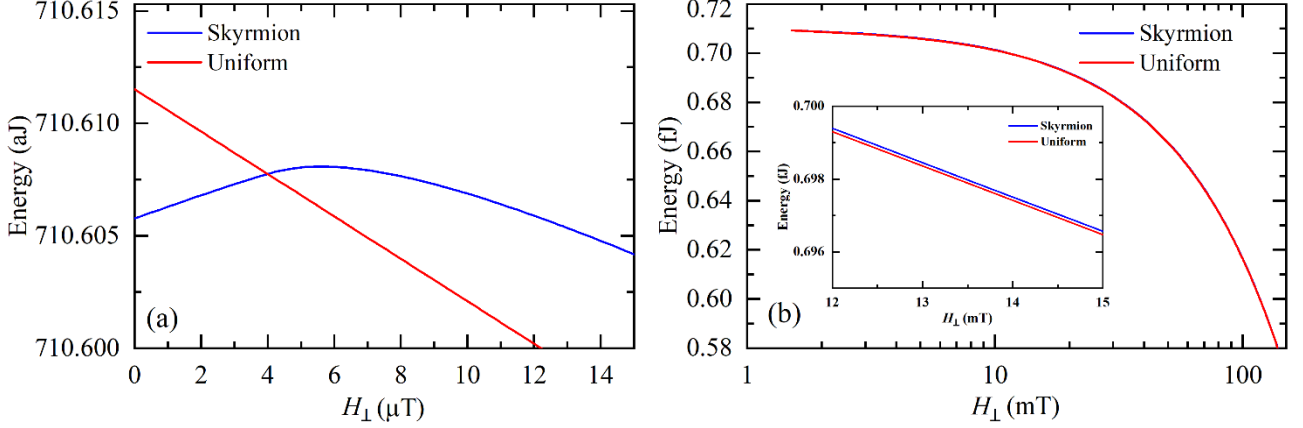 710.615
Skyrmion
Uniform
710.610
710.605
710.600
Energy (aJ)
(a)
0 2 4 6 8 10 12 14
H⊥ (μT)
0.72
0.70
0.68
0.66
0.64
0.62
0.60
0.58
Energy (fJ)
Skyrmion
Uniform
0.700
0.698
0.696
Energy (fJ)
Skyrmion
Uniform
12 13 14 15
H⊥ (mT)
(b)
1 10 100
H⊥ (mT)